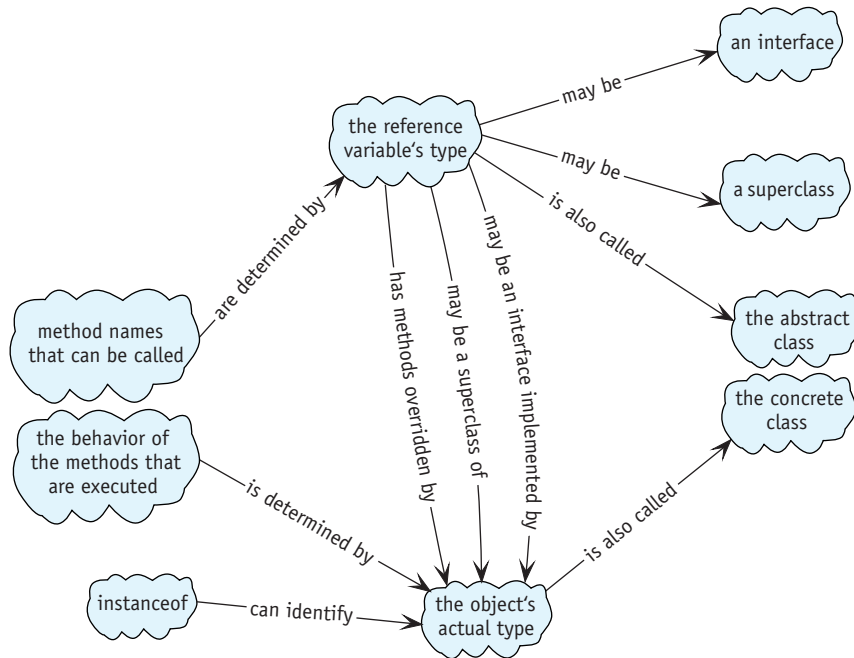 an interface
may be
the reference
variable‘s type
may be
a superclass
is also called
are determined by
has methods overridden by
may be a superclass of
may be an interface implemented by
method names
that can be called
the abstract
class
the concrete
class
the behavior of
the methods that
are executed
is determined by
is also called
instanceof
can identify
the object‘s
actual type